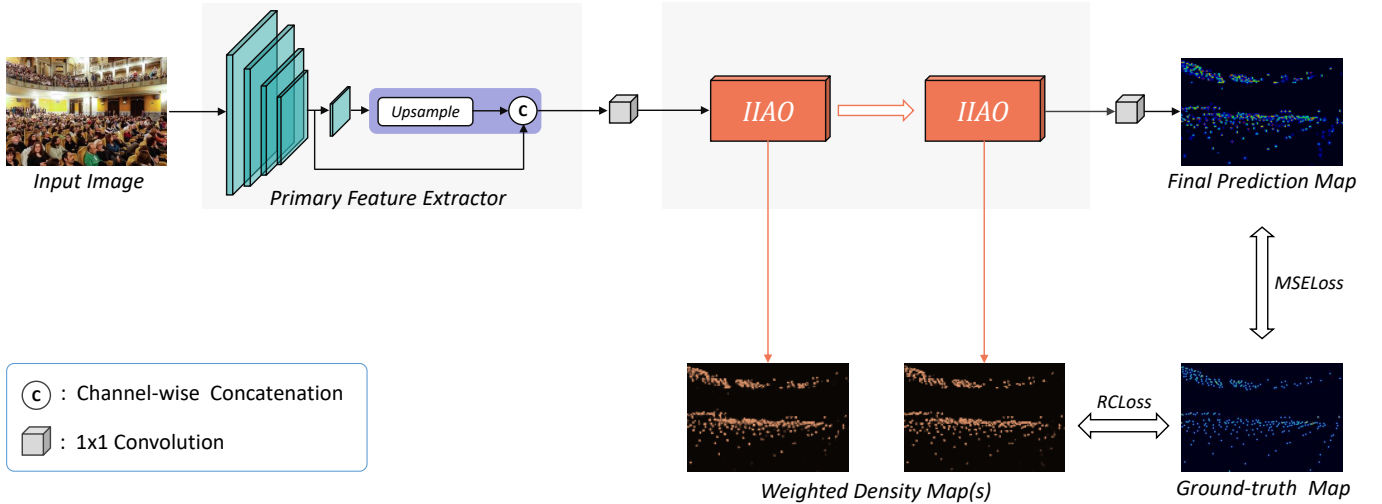 Input Image
Primary Feature Extractor
Upsample
C
IIAO
IIAO
Final Prediction Map
MSELoss
C : Channel-wise Concatenation
: 1x1 Convolution
RCLoss
Weighted Density Map(s)
Ground-truth Map